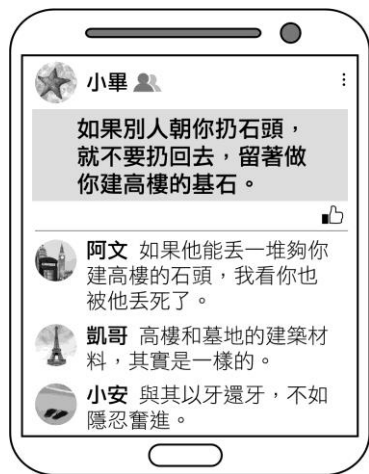 小畢
如果別人朝你扔石頭，
就不要扔回去，留著做
你建高樓的基石。
阿文 如果他能丟一堆夠你
建高樓的石頭，我看你也
被他丟死了。
凱哥 高樓和墓地的建築材
料，其實是一樣的。
小安 與其以牙還牙，不如
隱忍奮進。